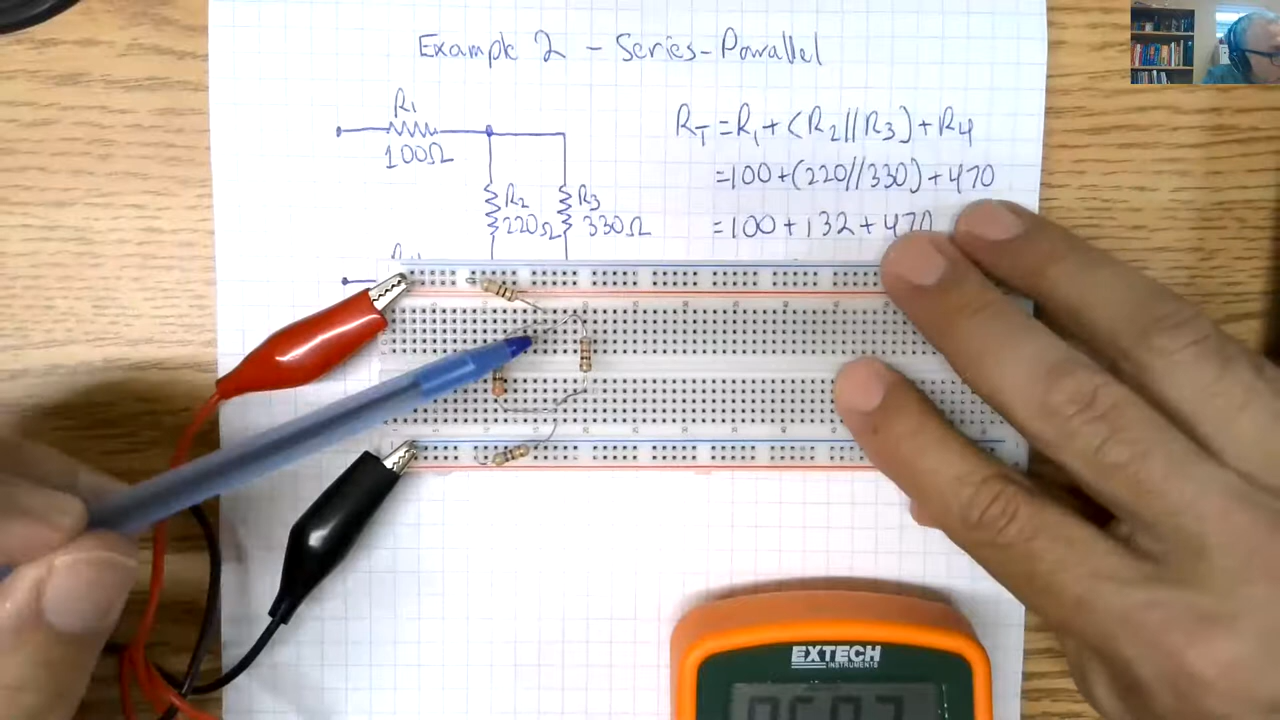 Example 2 - Series-Parallel
R1
100Ω
R2
220Ω
R3
330Ω
RT = R1 + (R2//R3) + R4
= 100 + (220//330) + 470
= 100 + 132 + 470
EXTECH
INSTRUMENTS